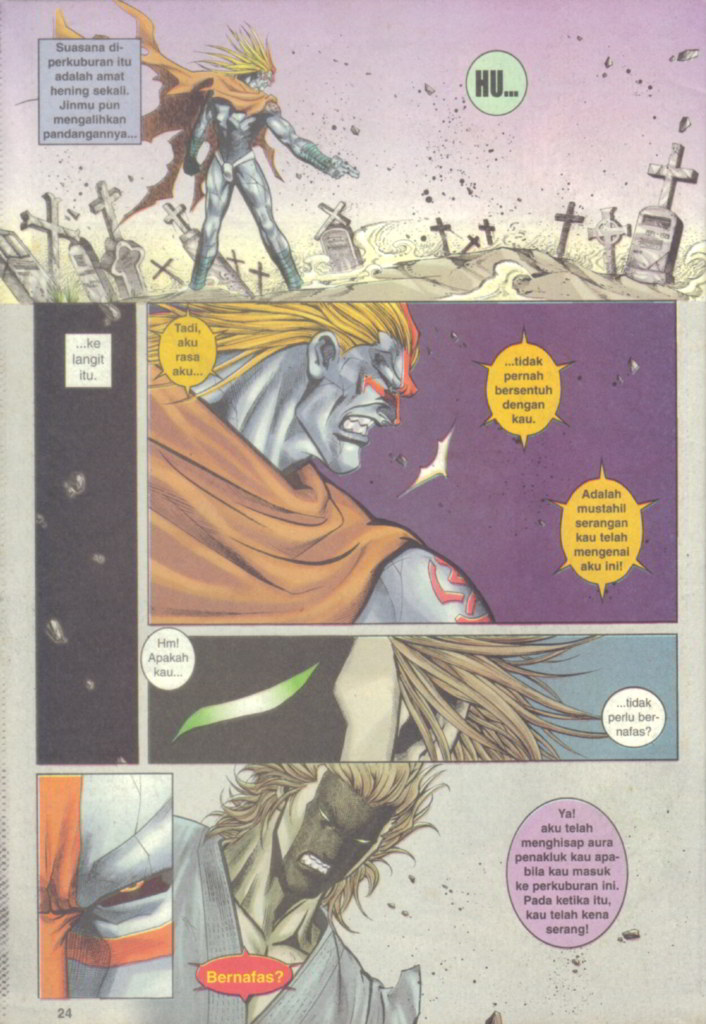 Suasana di-
perkuburan itu
adalah amat
hening sekali.
Jinmu pun
mengalihkan
pandangannya...
HU...
...ke
langit
itu.
Tadi,
aku
rasa
aku...
...tidak
pernah
bersentuh
dengan
kau.
Adalah
mustahil
serangan
kau telah
mengenai
aku ini!
Hm!
Apakah
kau...
...tidak
perlu ber-
nafas?
Ya!
aku telah
menghisap aura
penakluk kau apa-
bila kau masuk
ke perkuburan ini.
Pada ketika itu,
kau telah kena
serang!
Bernafas?
24